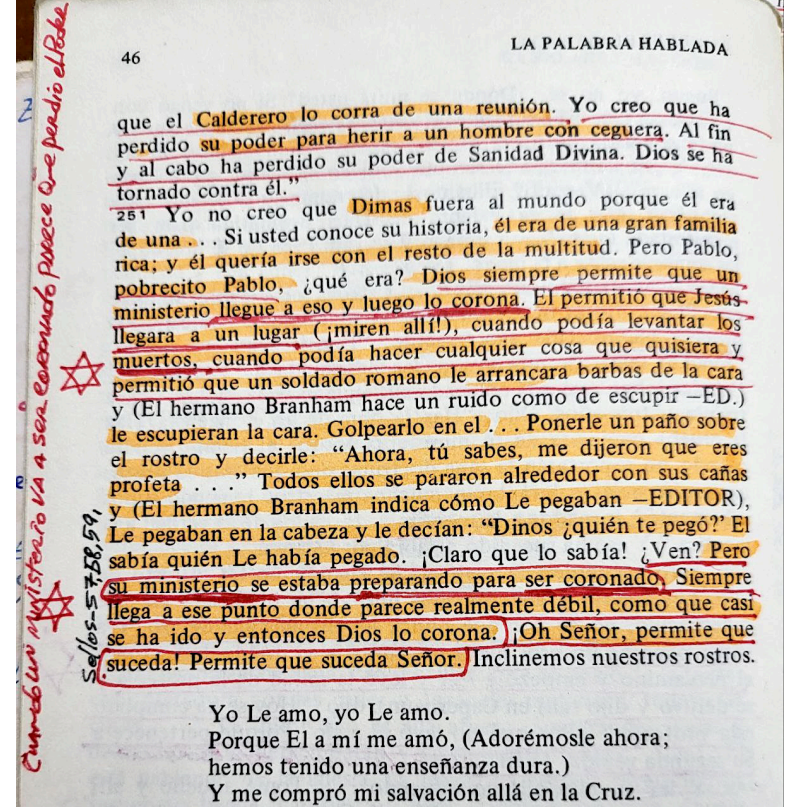 46
LA PALABRA HABLADA
que el Calderero lo corra de una reunión. Yo creo que ha
perdido su poder para herir a un hombre con ceguera. Al fin
y al cabo ha perdido su poder de Sanidad Divina. Dios se ha
tornado contra él.”
251 Yo no creo que Dimas fuera al mundo porque él era
de una . . . Si usted conoce su historia, él era de una gran familia
rica; y él quería irse con el resto de la multitud. Pero Pablo,
pobrecito Pablo, ¿qué era? Dios siempre permite que un
ministerio llegue a eso y luego lo corona. El permitió que Jesús
llegara a un lugar (¡miren allí!), cuando podía levantar los
muertos, cuando podía hacer cualquier cosa que quisiera y
permitió que un soldado romano le arrancara barbas de la cara
y (El hermano Branham hace un ruido como de escupir —ED.)
le escupieran la cara. Golpearlo en el . . . Ponerle un paño sobre
el rostro y decirle: “Ahora, tú sabes, me dijeron que eres
profeta . . .” Todos ellos se pararon alrededor con sus cañas
y (El hermano Branham indica cómo Le pegaban —EDITOR),
Le pegaban en la cabeza y le decían: “Dinos ¿quién te pegó?’ El
sabía quién Le había pegado. ¡Claro que lo sabía! ¿Ven? Pero
su ministerio se estaba preparando para ser coronado. Siempre
llega a ese punto donde parece realmente débil, como que casi
se ha ido y entonces Dios lo corona. ¡Oh Señor, permite que
suceda! Permite que suceda Señor. Inclinemos nuestros rostros.
Yo Le amo, yo Le amo.
Porque El a mí me amó, (Adorémosle ahora;
hemos tenido una enseñanza dura.)
Y me compró mi salvación allá en la Cruz.
Cuando un ministerio va a ser coronado parece que perdio el Poder
Sellos-57,58,59,